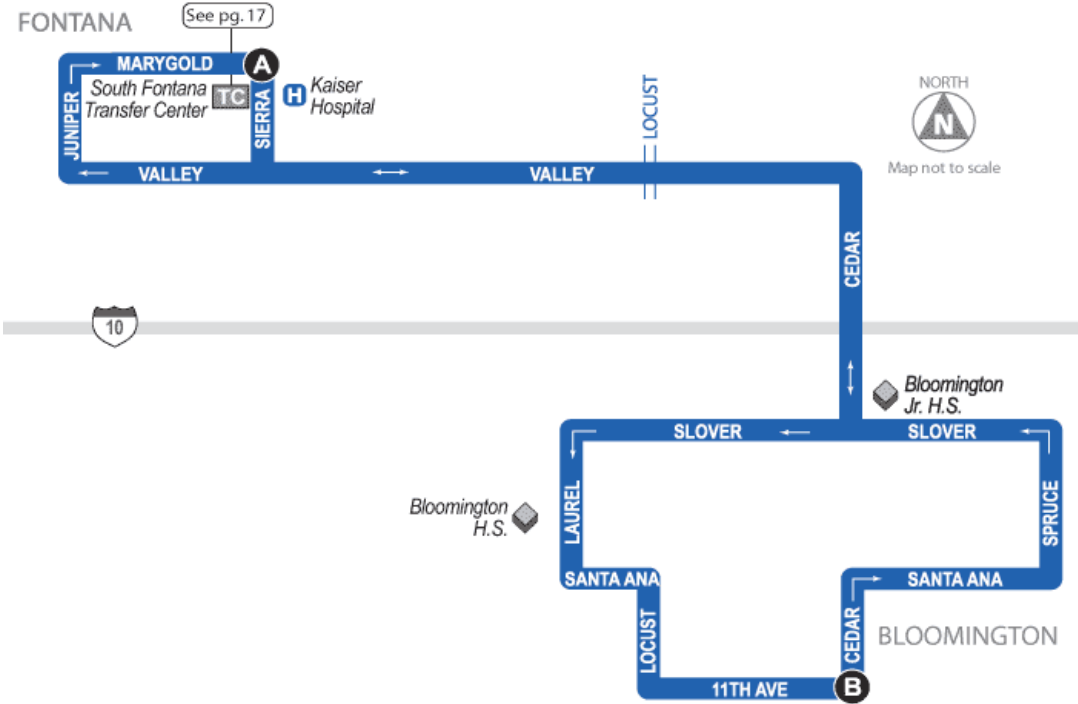 FONTANA
See pg. 17
MARYGOLD
A
South Fontana
Transfer Center
TC
H
Kaiser
Hospital
JUNIPER
SIERRA
LOCUST
NORTH
N
Map not to scale
VALLEY
VALLEY
CEDAR
10
Bloomington
Jr. H.S.
SLOVER
SLOVER
LAUREL
Bloomington
H.S.
SPRUCE
SANTA ANA
SANTA ANA
LOCUST
CEDAR
BLOOMINGTON
11TH AVE
B